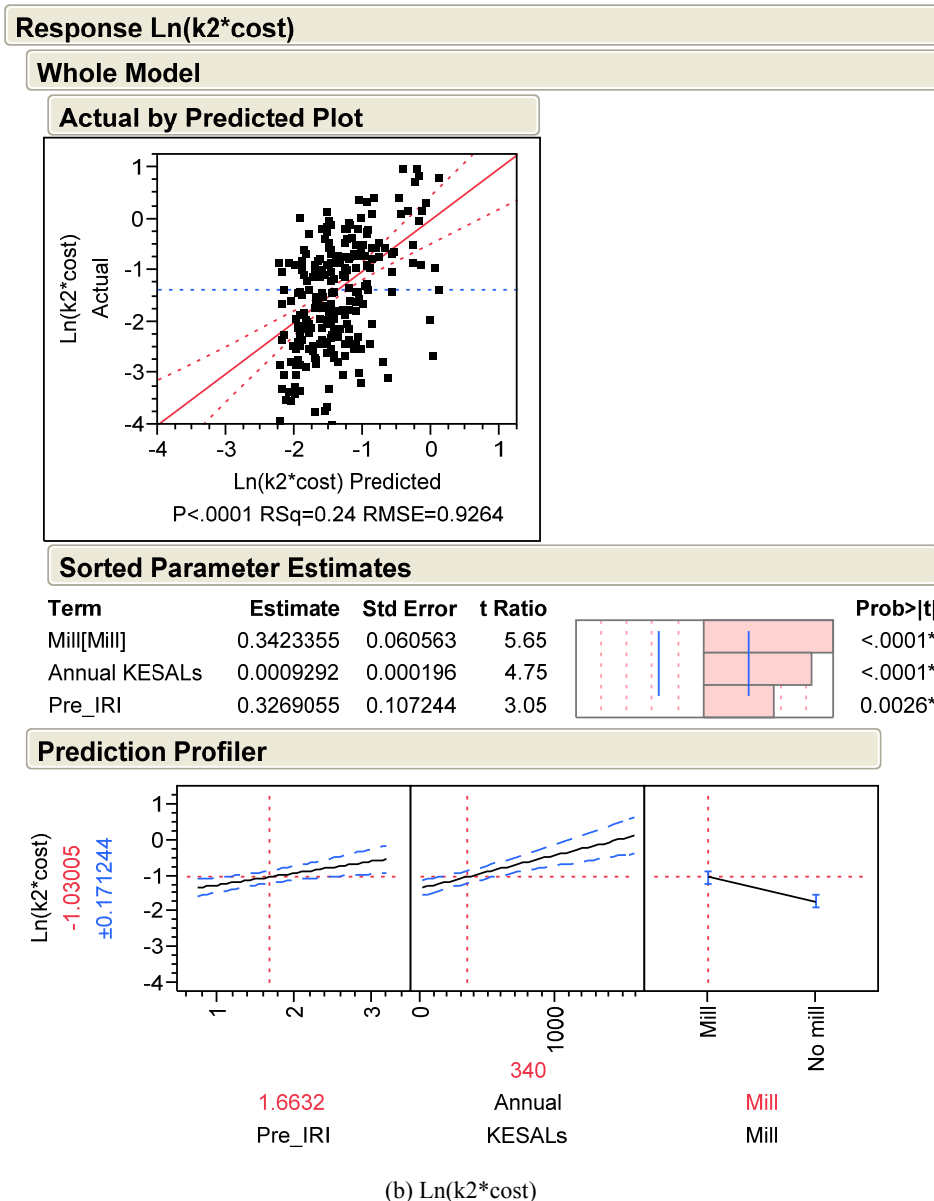 Response Ln(k2*cost)
Whole Model
Actual by Predicted Plot
Ln(k2*cost)
Actual
1
0
-1
-2
-3
-4
-4 -3 -2 -1 0 1
Ln(k2*cost) Predicted
P<.0001 RSq=0.24 RMSE=0.9264
Sorted Parameter Estimates
Term Estimate Std Error t Ratio Prob>|t|
Mill[Mill] 0.3423355 0.060563 5.65 <.0001*
Annual KESALs 0.0009292 0.000196 4.75 <.0001*
Pre_IRI 0.3269055 0.107244 3.05 0.0026*
Prediction Profiler
Ln(k2*cost)
-1.03005
±0.171244
1
0
-1
-2
-3
-4
1 2 3 0 1000 Mill No mill
340
1.6632 Annual Mill
Pre_IRI KESALs Mill
(b) Ln(k2*cost)